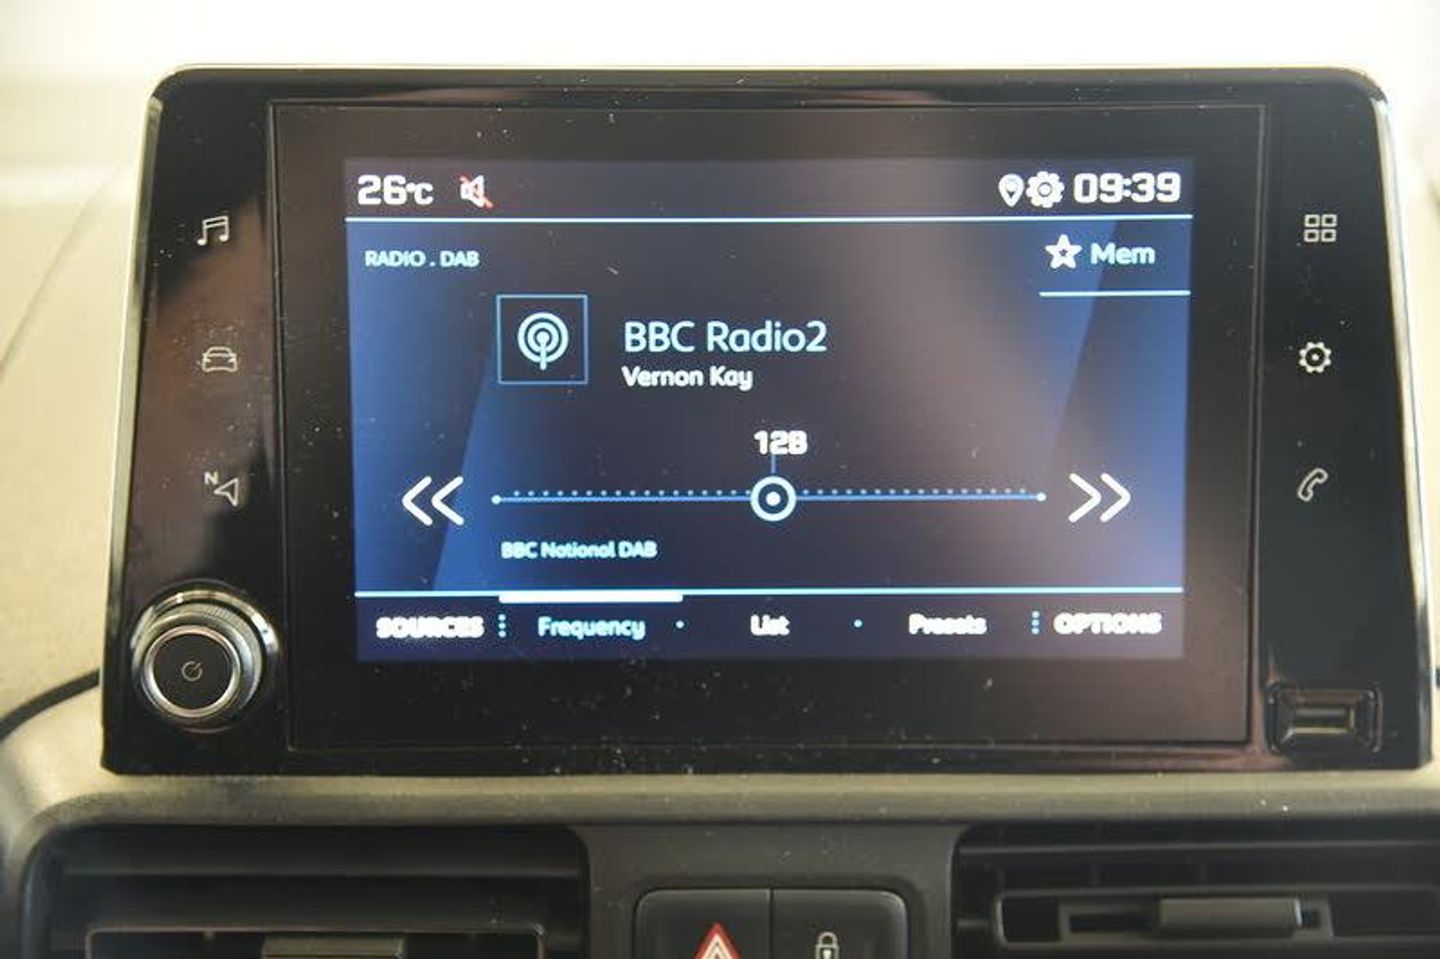 26°C 09:39
RADIO . DAB
Mem
BBC Radio2
Vernon Kay
12B
BBC National DAB
SOURCES Frequency List Presets OPTIONS
N